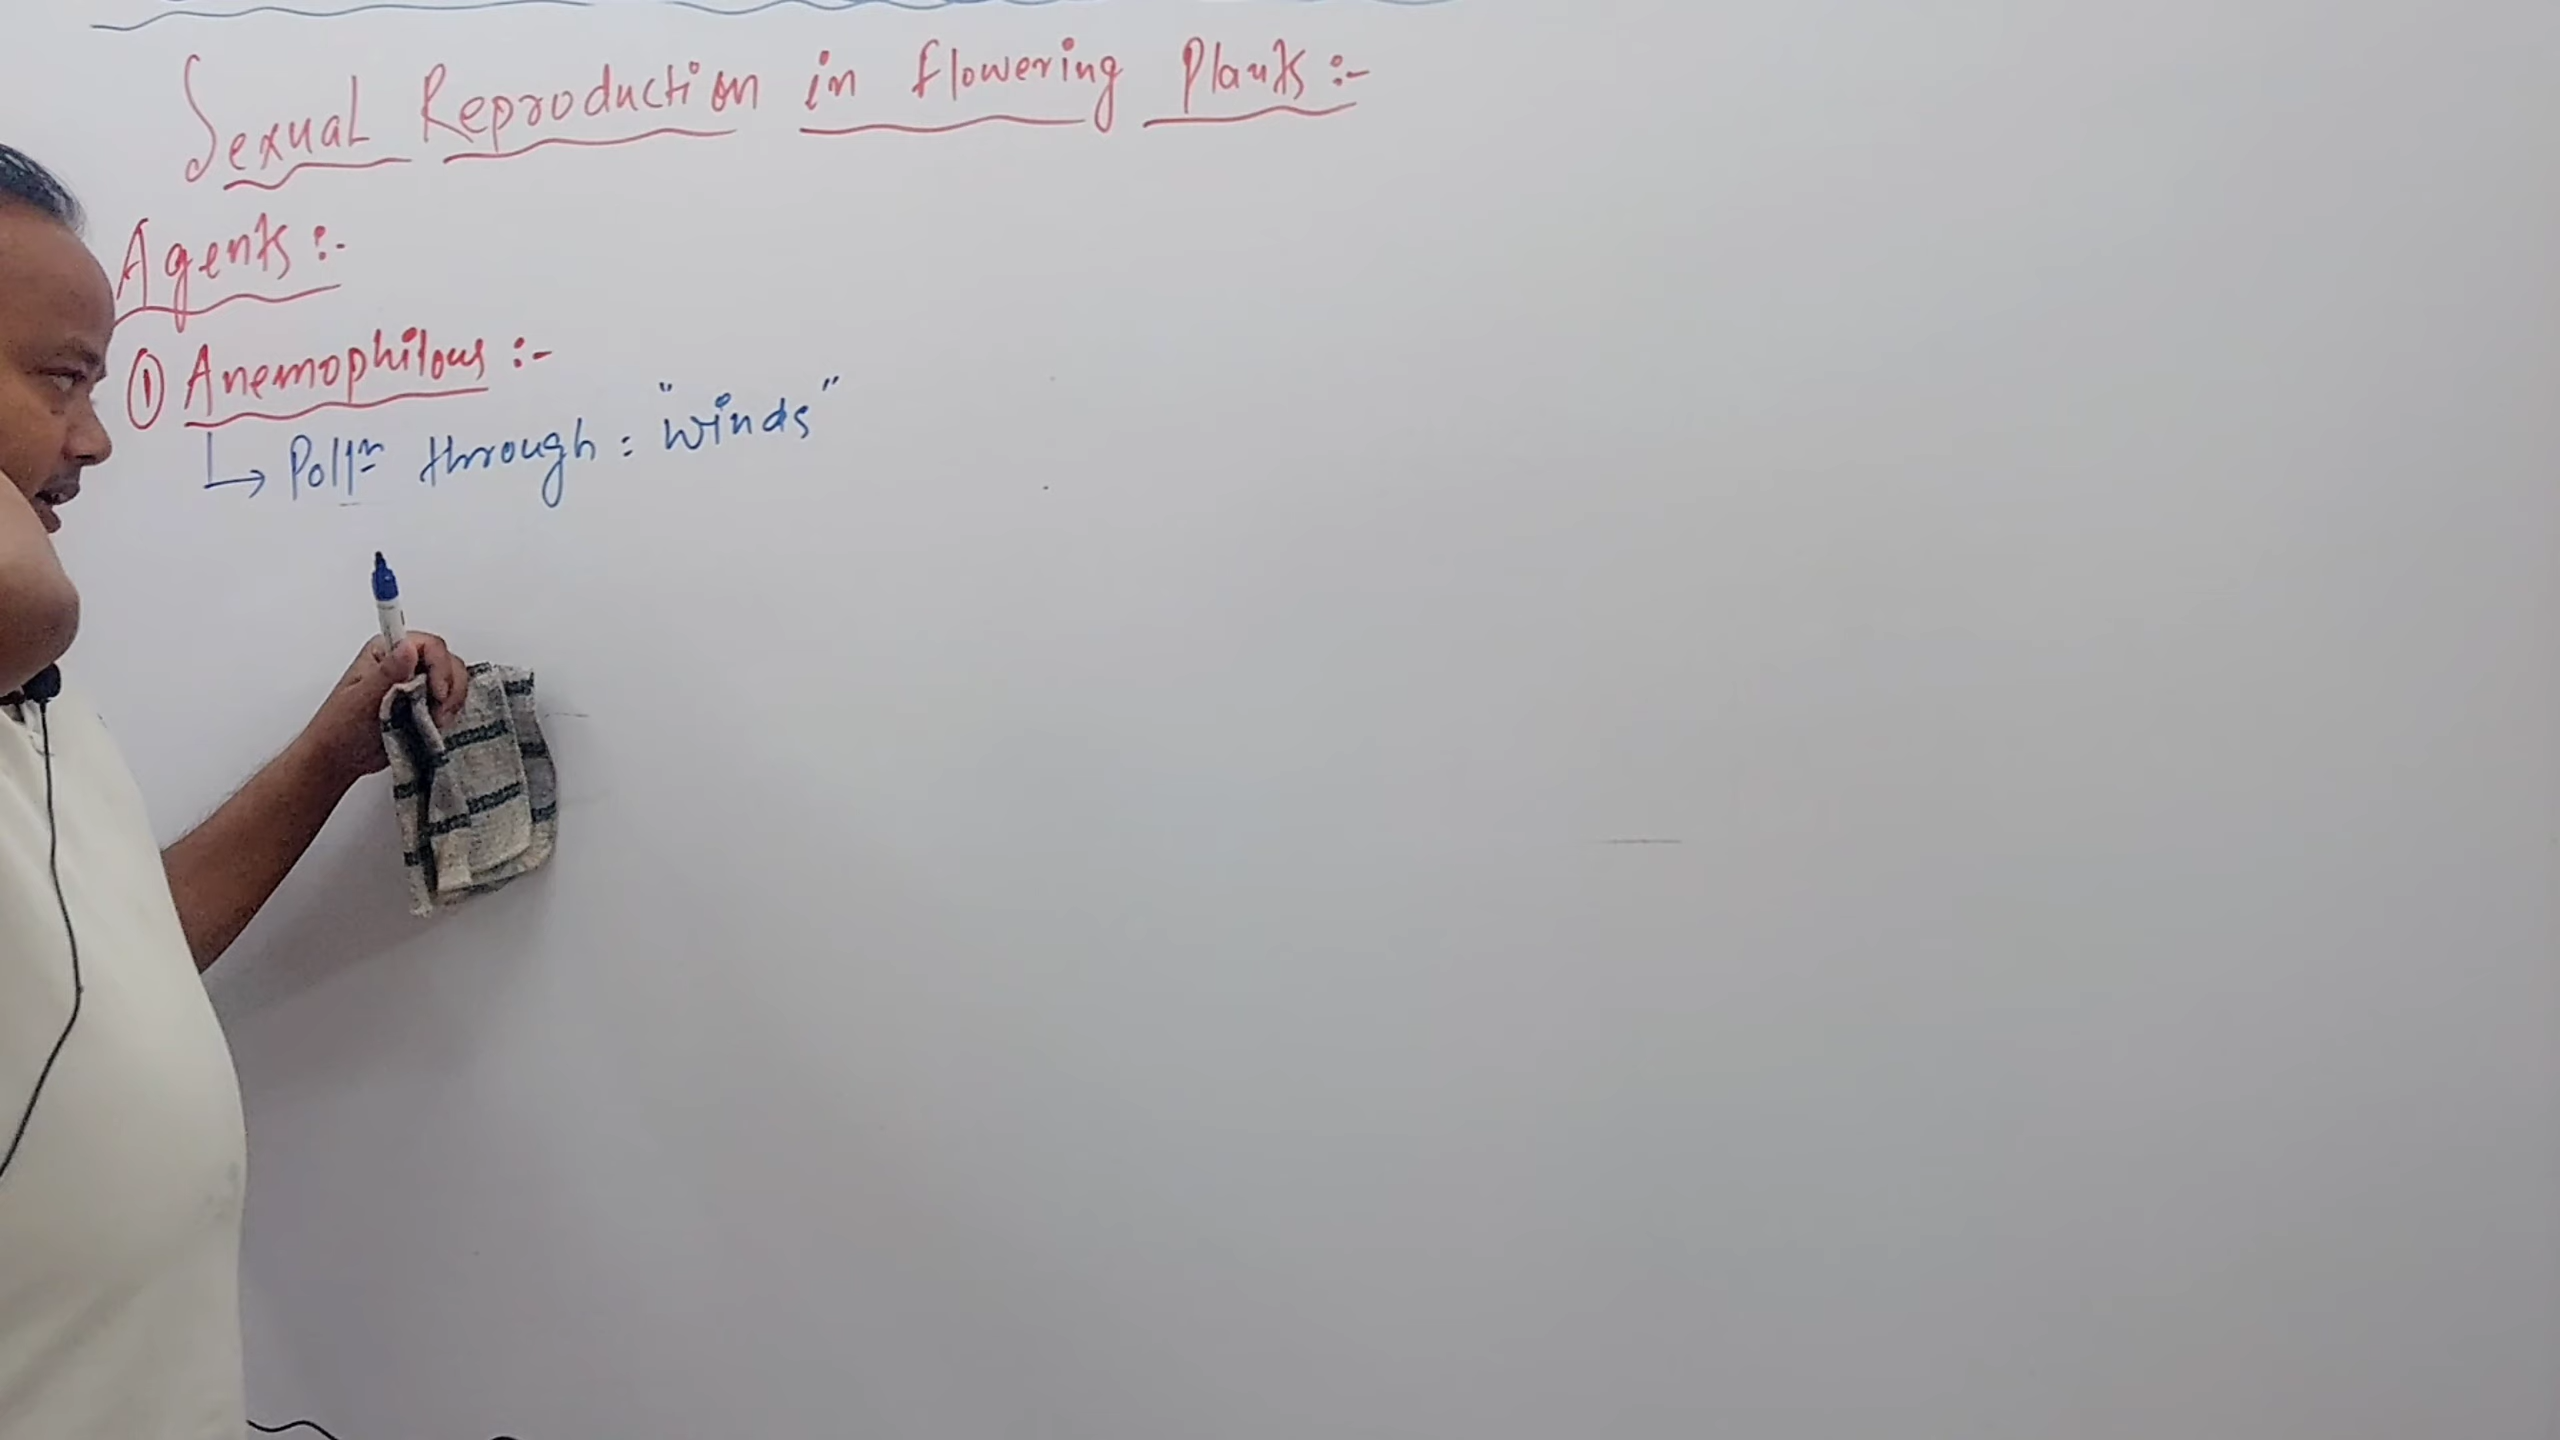 Sexual Reproduction in flowering Plants :-
Agents :-
① Anemophilous :-
↳ Pollⁿ through : "Winds"